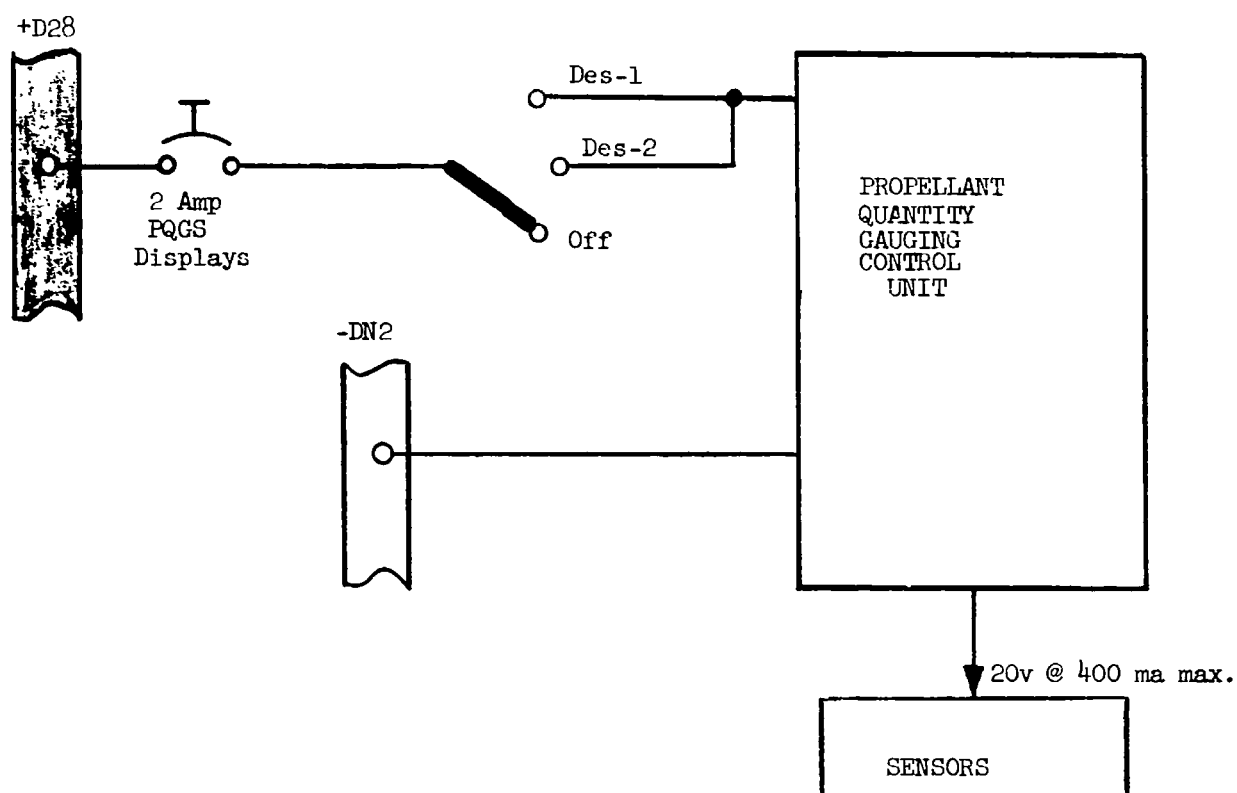 +D28
Des-1
Des-2
2 Amp
PQGS
Displays
Off
PROPELLANT
QUANTITY
GAUGING
CONTROL
UNIT
-DN2
20v @ 400 ma max.
SENSORS